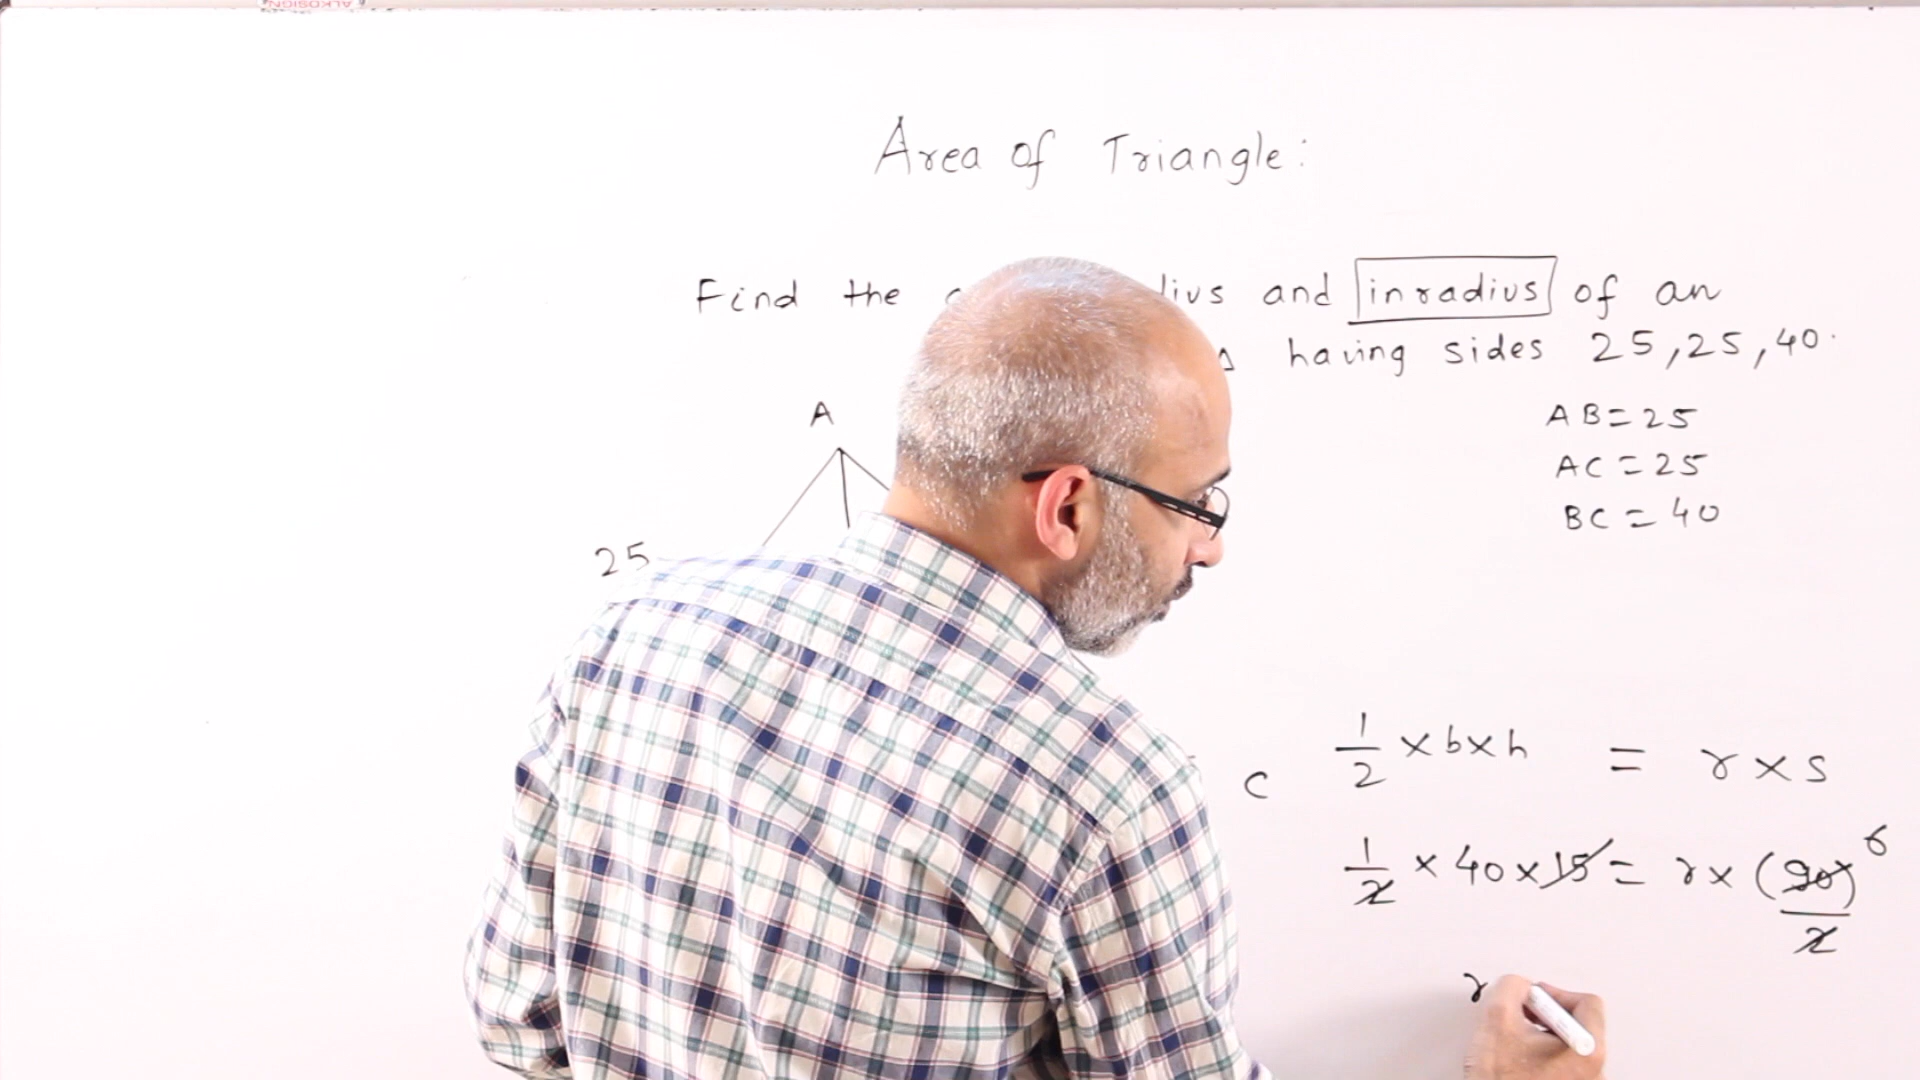 Area of Triangle:
Find the and inradius of an
having sides 25, 25, 40.
A
AB = 25
AC = 25
BC = 40
25
C
1/2 × b × h = r × s
1/2 × 40 × 15 = r × (90)/2 6
r